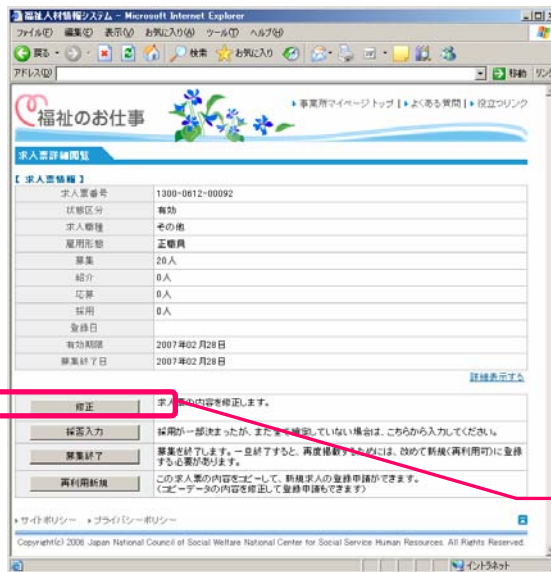 福祉人材情報システム - Microsoft Internet Explorer
ファイル(F) 編集(E) 表示(V) お気に入り(A) ツール(T) ヘルプ(H)
戻る 検索 お気に入り
アドレス(D) 移動 リンク
福祉のお仕事
事業所マイページトップ | よくある質問 | 役立つリンク
求人票詳細閲覧
【 求人票情報 】
求人票番号 1300-0612-00092
状態区分 有効
求人職種 その他
雇用形態 正職員
募集 20人
紹介 0人
応募 0人
採用 0人
登録日
有効期限 2007年02月28日
募集終了日 2007年02月28日
詳細表示する
修正 求人票の内容を修正します。
採否入力 採用が一部決まったが、まだ全て確定していない場合は、こちらから入力してください。
募集終了 募集を終了します。一旦終了すると、再度掲載するためには、改めて新規(再利用可)に登録
する必要があります。
再利用新規 この求人票の内容をコピーして、新規求人の登録申請ができます。
(コピーデータの内容を修正して登録申請もできます)
サイトポリシー プライバシーポリシー
Copyright(c) 2006 Japan National Council of Social Welfare National Center for Social Service Human Resources. All Rights Reserved.
イントラネット